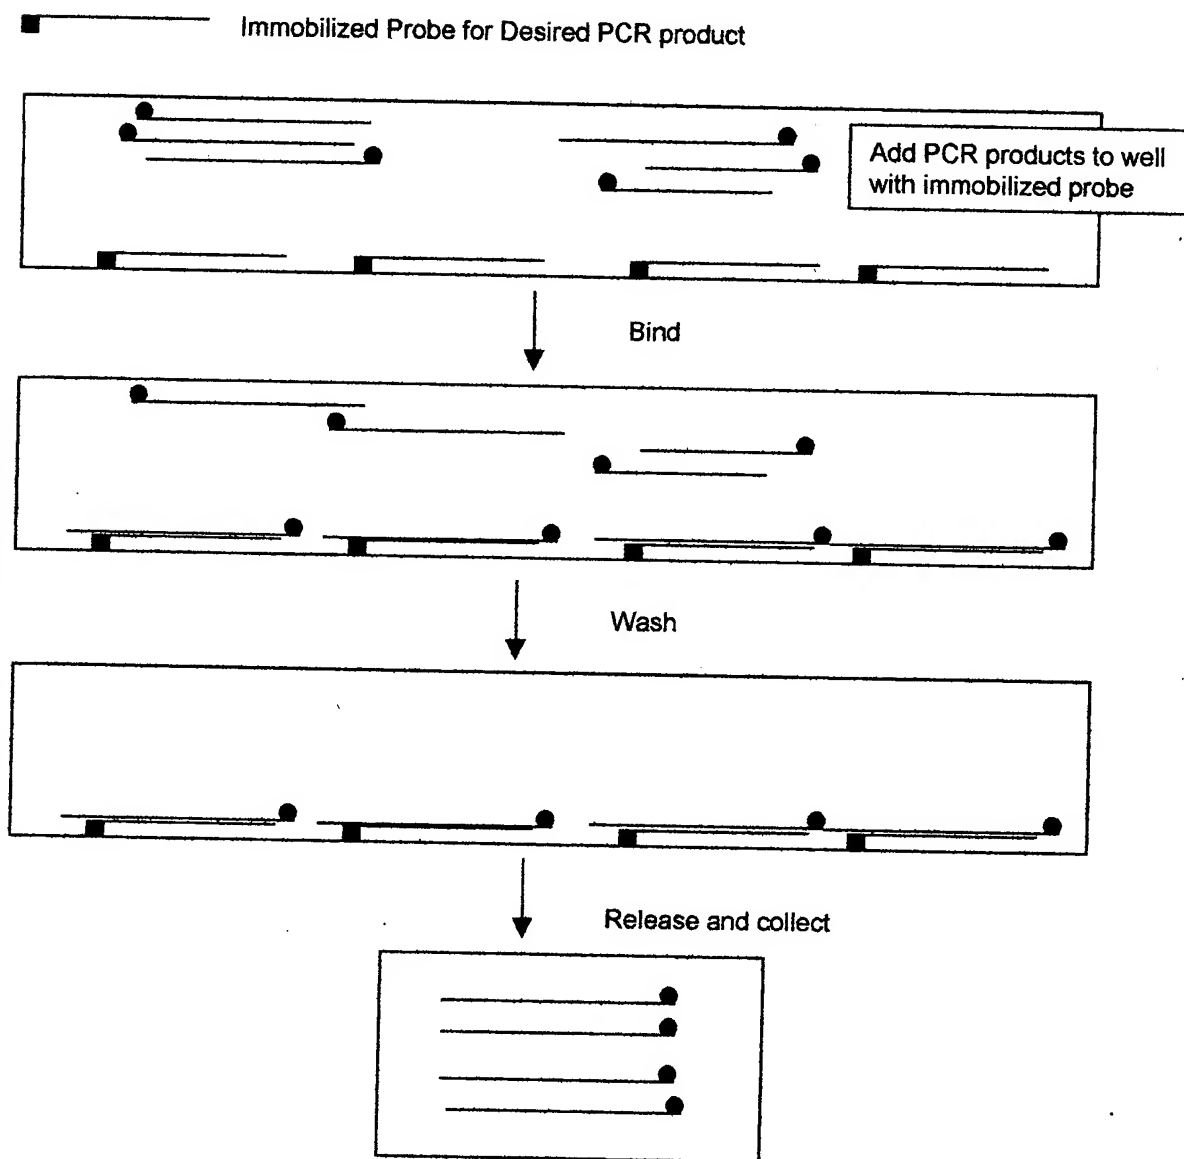 Immobilized Probe for Desired PCR product
Add PCR products to well
with immobilized probe
Bind
Wash
Release and collect